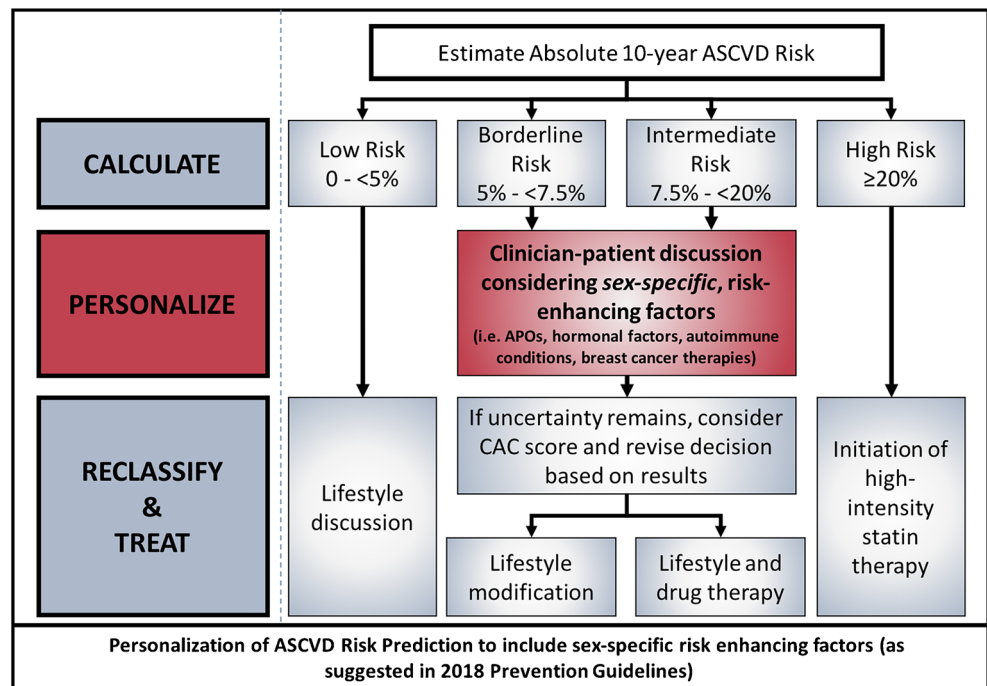 Estimate Absolute 10-year ASCVD Risk
CALCULATE
Low Risk
0 - <5%
Borderline
Risk
5% - <7.5%
Intermediate
Risk
7.5% - <20%
High Risk
≥20%
PERSONALIZE
Clinician-patient discussion
considering sex-specific, risk-
enhancing factors
(i.e. APOs, hormonal factors, autoimmune
conditions, breast cancer therapies)
RECLASSIFY
&
TREAT
Lifestyle
discussion
If uncertainty remains, consider
CAC score and revise decision
based on results
Lifestyle
modification
Lifestyle and
drug therapy
Initiation of
high-
intensity
statin
therapy
Personalization of ASCVD Risk Prediction to include sex-specific risk enhancing factors (as
suggested in 2018 Prevention Guidelines)